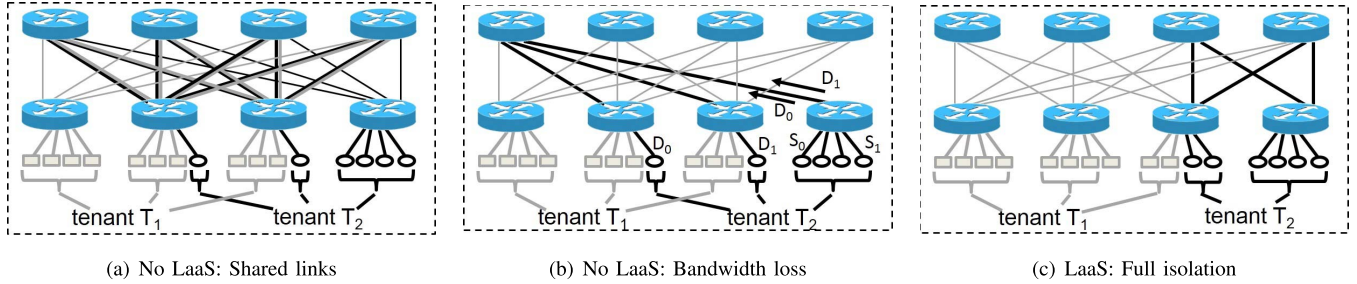 D₁
D₀
D₀
D₁
S₀
S₁
tenant T₁
tenant T₂
tenant T₁
tenant T₂
tenant T₁
tenant T₂
(a) No LaaS: Shared links
(b) No LaaS: Bandwidth loss
(c) LaaS: Full isolation